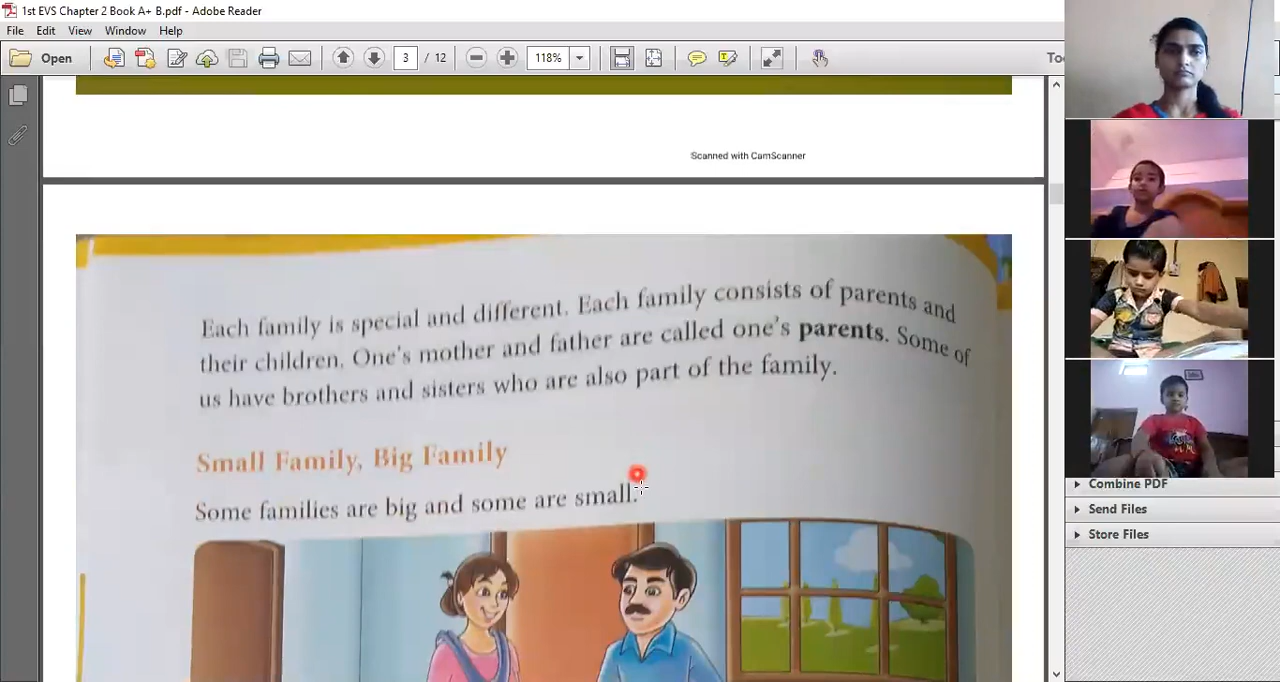 1st EVS Chapter 2 Book A+ B.pdf - Adobe Reader
File Edit View Window Help
Open 3 / 12 118% To
Scanned with CamScanner
Each family is special and different. Each family consists of parents and
their children. One's mother and father are called one's parents. Some of
us have brothers and sisters who are also part of the family.
Small Family, Big Family
Some families are big and some are small.
Combine PDF
Send Files
Store Files